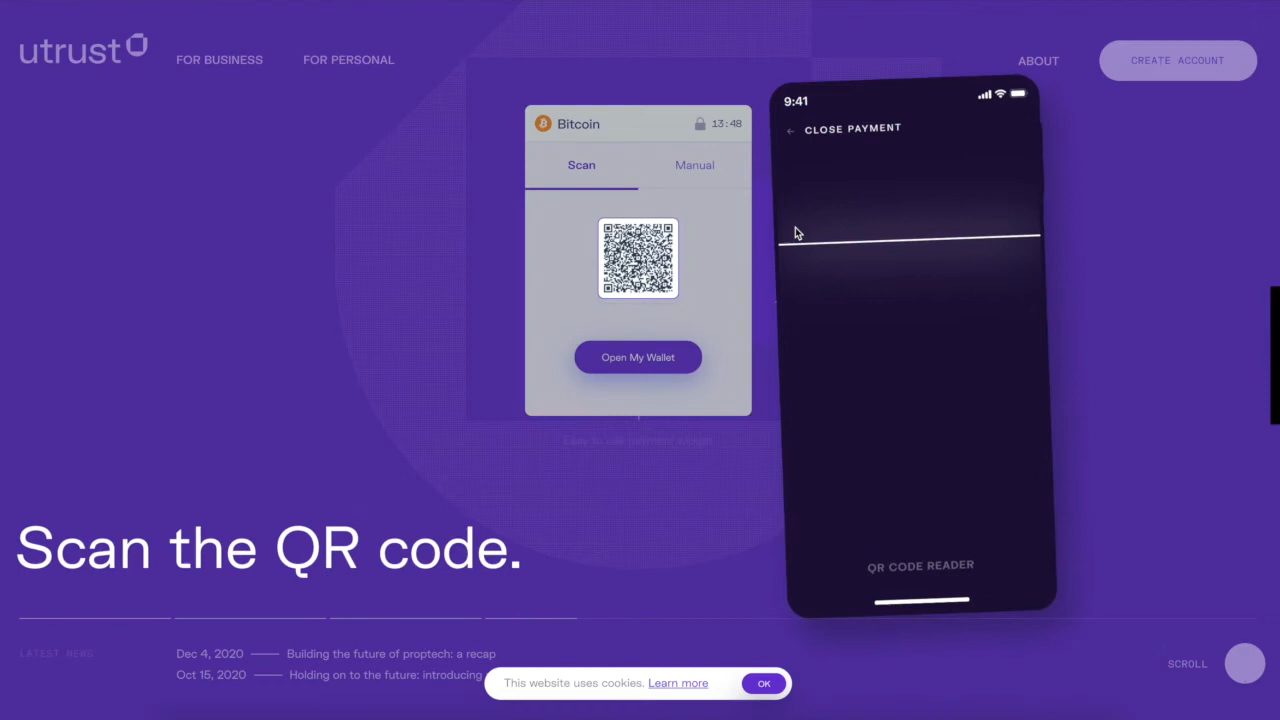 utrust
FOR BUSINESS
FOR PERSONAL
ABOUT
CREATE ACCOUNT
Bitcoin
13:48
Scan
Manual
Open My Wallet
9:41
CLOSE PAYMENT
QR CODE READER
Scan the QR code.
LATEST NEWS
Dec 4, 2020
Building the future of proptech: a recap
Oct 15, 2020
Holding on to the future: introducing
This website uses cookies. Learn more
OK
SCROLL